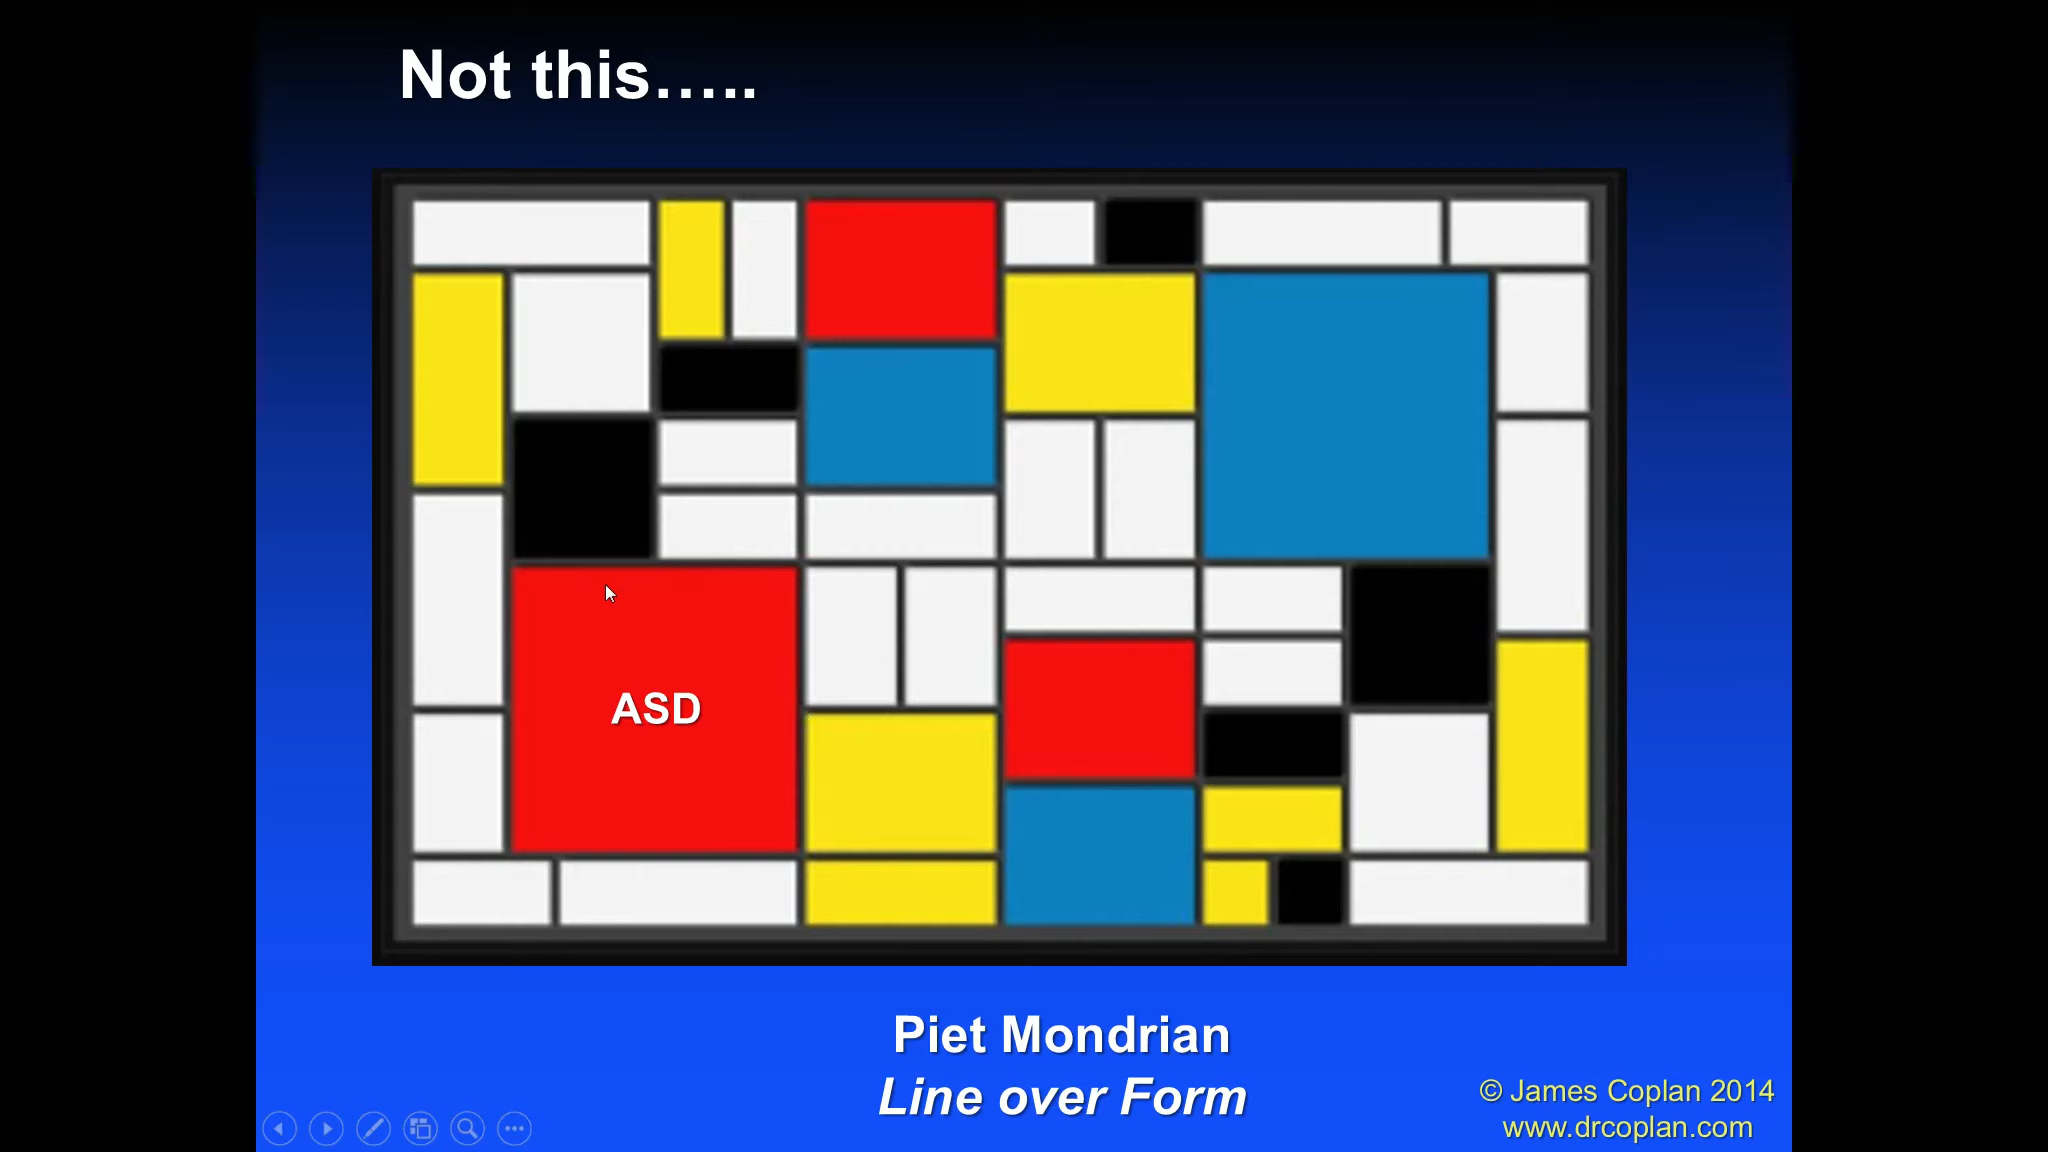 Not this…..
ASD
Piet Mondrian
Line over Form
© James Coplan 2014
www.drcoplan.com